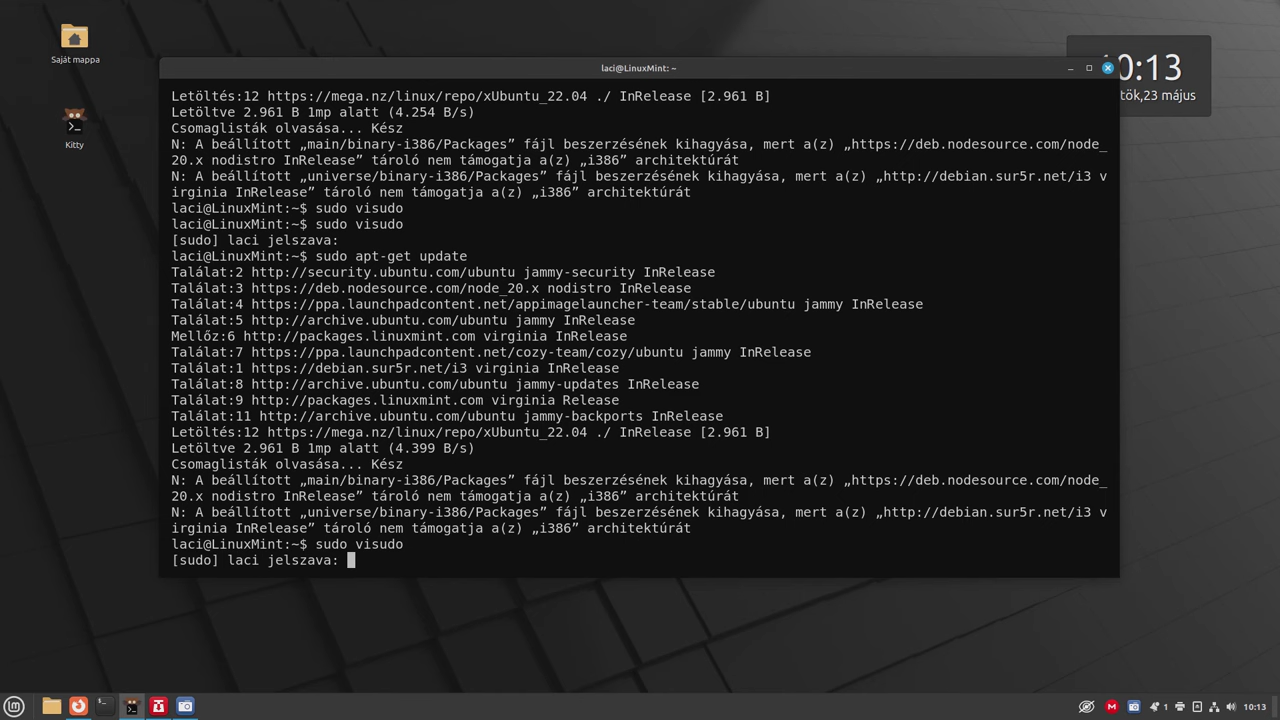 Saját mappa
Kitty
laci@LinuxMint: ~
0:13
tök,23 május
Letöltés:12 https://mega.nz/linux/repo/xUbuntu_22.04 ./ InRelease [2.961 B]
Letöltve 2.961 B 1mp alatt (4.254 B/s)
Csomaglisták olvasása... Kész
N: A beállított „main/binary-i386/Packages” fájl beszerzésének kihagyása, mert a(z) „https://deb.nodesource.com/node_
20.x nodistro InRelease” tároló nem támogatja a(z) „i386” architektúrát
N: A beállított „universe/binary-i386/Packages” fájl beszerzésének kihagyása, mert a(z) „http://debian.sur5r.net/i3 v
irginia InRelease” tároló nem támogatja a(z) „i386” architektúrát
laci@LinuxMint:~$ sudo visudo
laci@LinuxMint:~$ sudo visudo
[sudo] laci jelszava:
laci@LinuxMint:~$ sudo apt-get update
Találat:2 http://security.ubuntu.com/ubuntu jammy-security InRelease
Találat:3 https://deb.nodesource.com/node_20.x nodistro InRelease
Találat:4 https://ppa.launchpadcontent.net/appimagelauncher-team/stable/ubuntu jammy InRelease
Találat:5 http://archive.ubuntu.com/ubuntu jammy InRelease
Mellőz:6 http://packages.linuxmint.com virginia InRelease
Találat:7 https://ppa.launchpadcontent.net/cozy-team/cozy/ubuntu jammy InRelease
Találat:1 https://debian.sur5r.net/i3 virginia InRelease
Találat:8 http://archive.ubuntu.com/ubuntu jammy-updates InRelease
Találat:9 http://packages.linuxmint.com virginia Release
Találat:11 http://archive.ubuntu.com/ubuntu jammy-backports InRelease
Letöltés:12 https://mega.nz/linux/repo/xUbuntu_22.04 ./ InRelease [2.961 B]
Letöltve 2.961 B 1mp alatt (4.399 B/s)
Csomaglisták olvasása... Kész
N: A beállított „main/binary-i386/Packages” fájl beszerzésének kihagyása, mert a(z) „https://deb.nodesource.com/node_
20.x nodistro InRelease” tároló nem támogatja a(z) „i386” architektúrát
N: A beállított „universe/binary-i386/Packages” fájl beszerzésének kihagyása, mert a(z) „http://debian.sur5r.net/i3 v
irginia InRelease” tároló nem támogatja a(z) „i386” architektúrát
laci@LinuxMint:~$ sudo visudo
[sudo] laci jelszava:
1
10:13